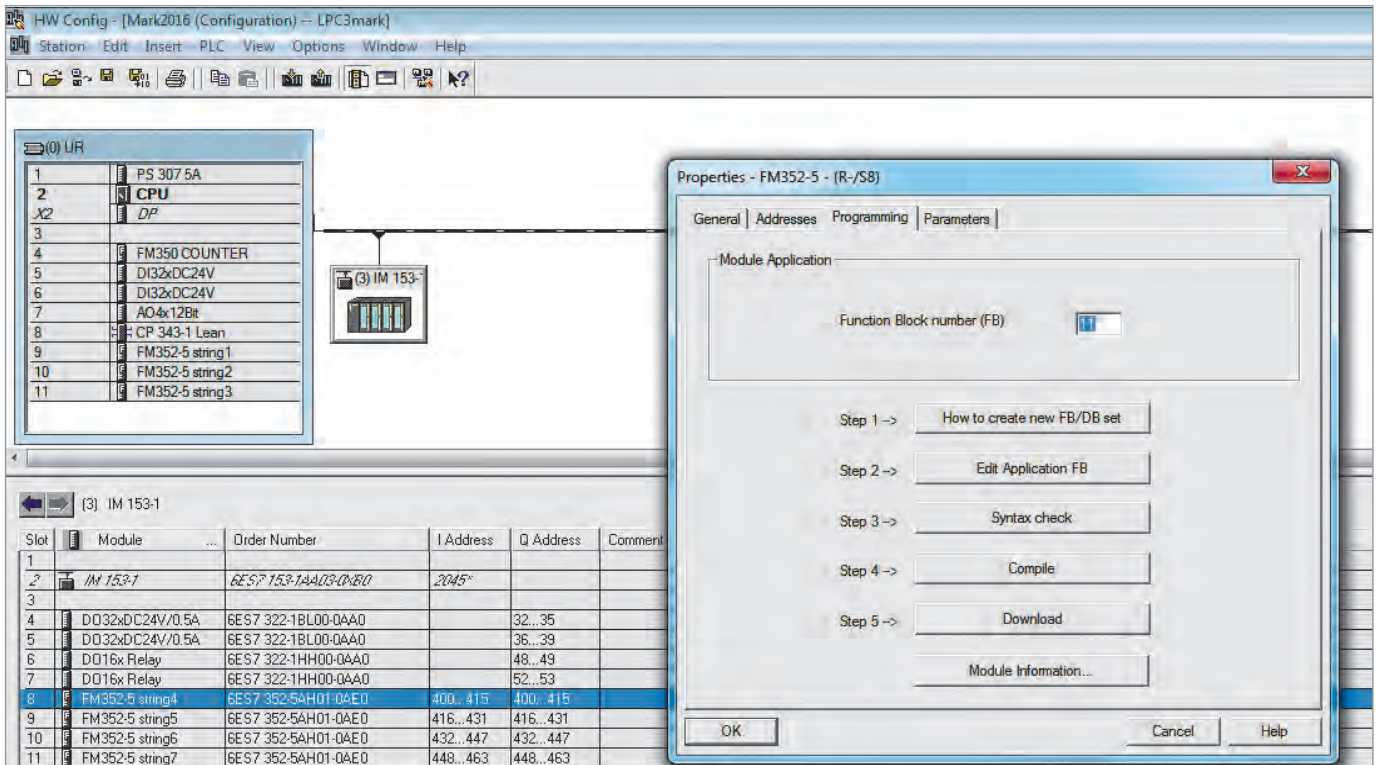 HW Config - [Mark2016 (Configuration) -- LPC3mark]
Station Edit Insert PLC View Options Window Help
(0) UR
1 PS 307 5A
2 CPU
X2 DP
3
4 FM350 COUNTER
5 DI32xDC24V
6 DI32xDC24V
7 AO4x12Bit
8 CP 343-1 Lean
9 FM352-5 string1
10 FM352-5 string2
11 FM352-5 string3
(3) IM 153-1
Properties - FM352-5 - (R-/S8)
General Addresses Programming Parameters
Module Application
Function Block number (FB) 11
Step 1 --> How to create new FB/DB set
Step 2 --> Edit Application FB
Step 3 --> Syntax check
Step 4 --> Compile
Step 5 --> Download
Module Information...
OK Cancel Help
(3) IM 153-1
Slot Module ... Order Number I Address Q Address Comment
1
2 IM 153-1 6ES7 153-1AA03-0XB0 2045*
3
4 DO32xDC24V/0.5A 6ES7 322-1BL00-0AA0 32...35
5 DO32xDC24V/0.5A 6ES7 322-1BL00-0AA0 36...39
6 DO16x Relay 6ES7 322-1HH00-0AA0 48...49
7 DO16x Relay 6ES7 322-1HH00-0AA0 52...53
8 FM352-5 string4 6ES7 352-5AH01-0AE0 400...415 400...415
9 FM352-5 string5 6ES7 352-5AH01-0AE0 416...431 416...431
10 FM352-5 string6 6ES7 352-5AH01-0AE0 432...447 432...447
11 FM352-5 string7 6ES7 352-5AH01-0AE0 448...463 448...463